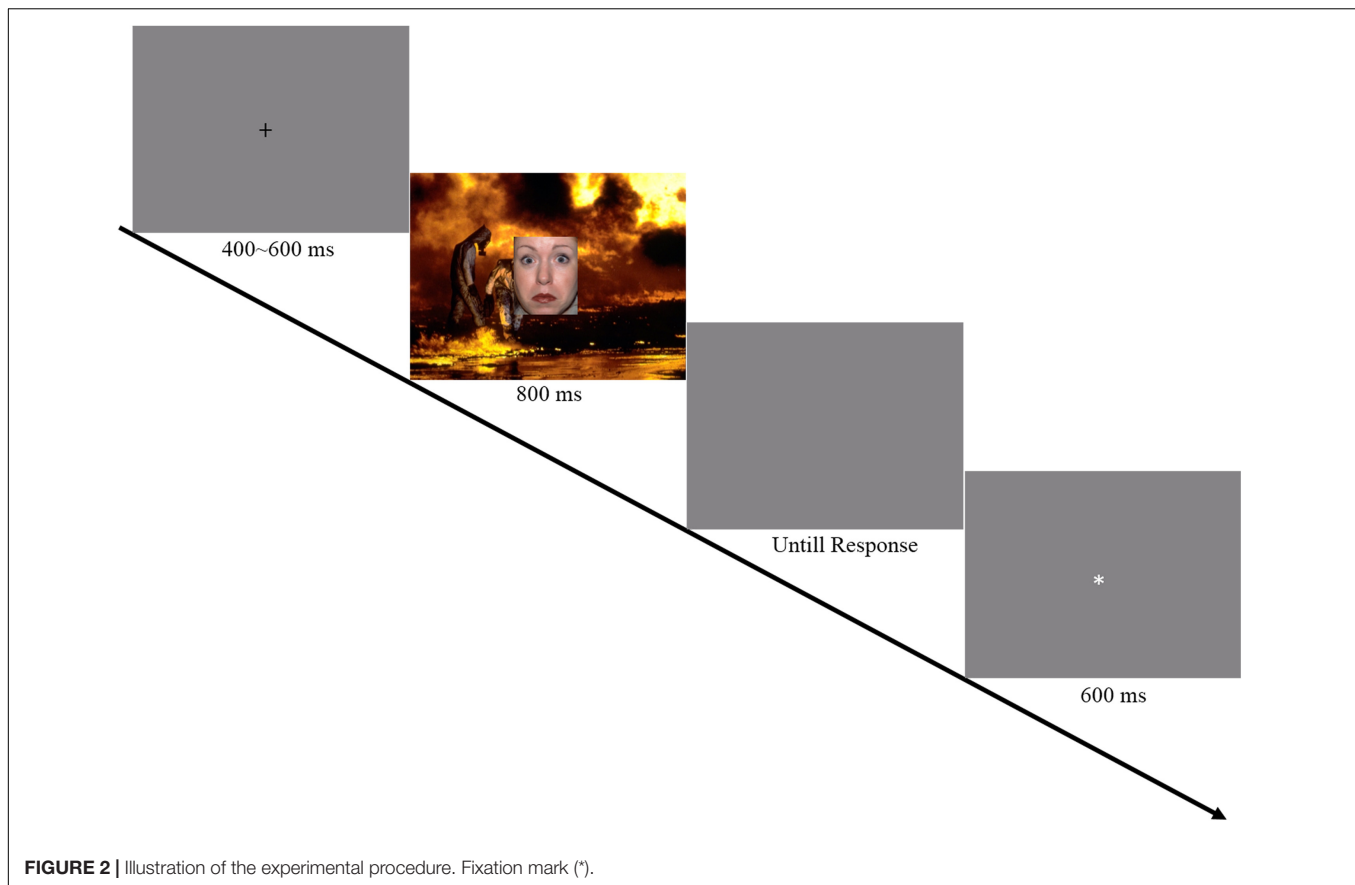 +
400~600 ms
800 ms
Untill Response
*
600 ms
FIGURE 2 | Illustration of the experimental procedure. Fixation mark (*).